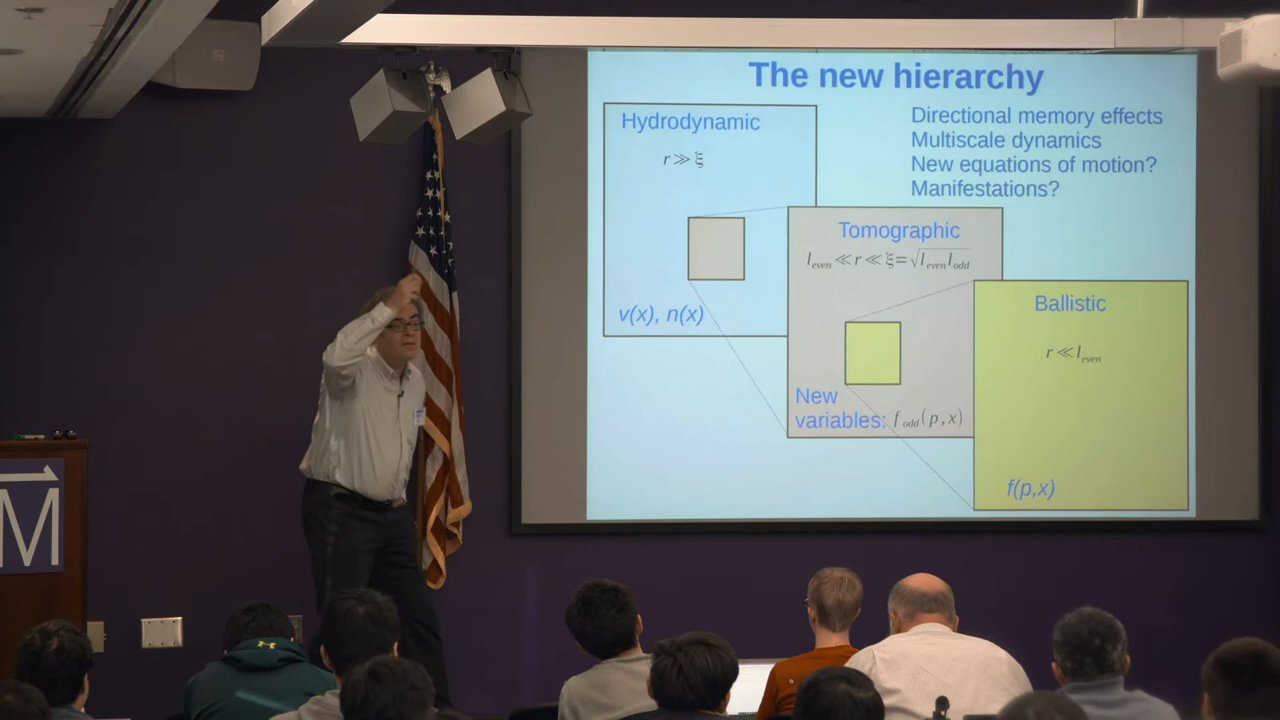 The new hierarchy
Hydrodynamic
r ≫ ξ
v(x), n(x)
Directional memory effects
Multiscale dynamics
New equations of motion?
Manifestations?
Tomographic
l_even ≪ r ≪ ξ = √(l_even l_odd)
New
variables: f_odd(p, x)
Ballistic
r ≪ l_even
f(p,x)
M